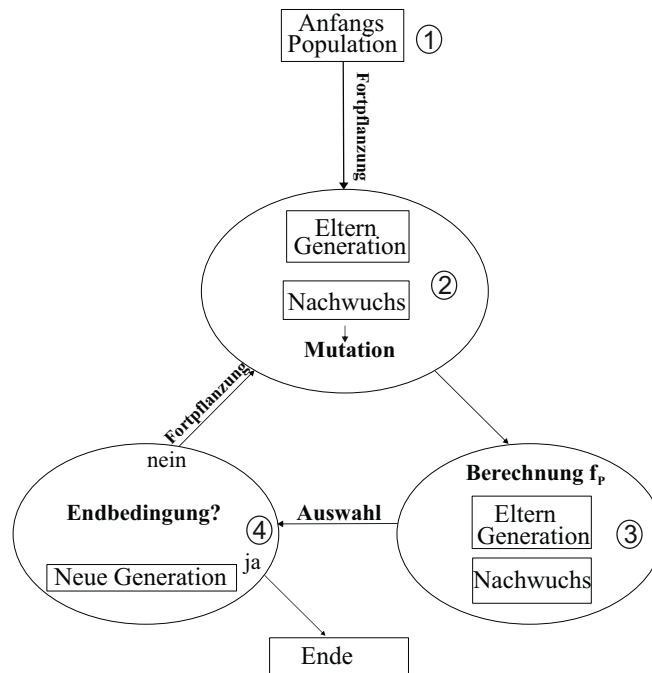 Anfangs
Population
1
Fortpflanzung
Eltern
Generation
2
Nachwuchs
Mutation
Fortpflanzung
nein
Berechnung fP
Endbedingung?
Auswahl
Eltern
Generation
3
4
ja
Neue Generation
Nachwuchs
Ende